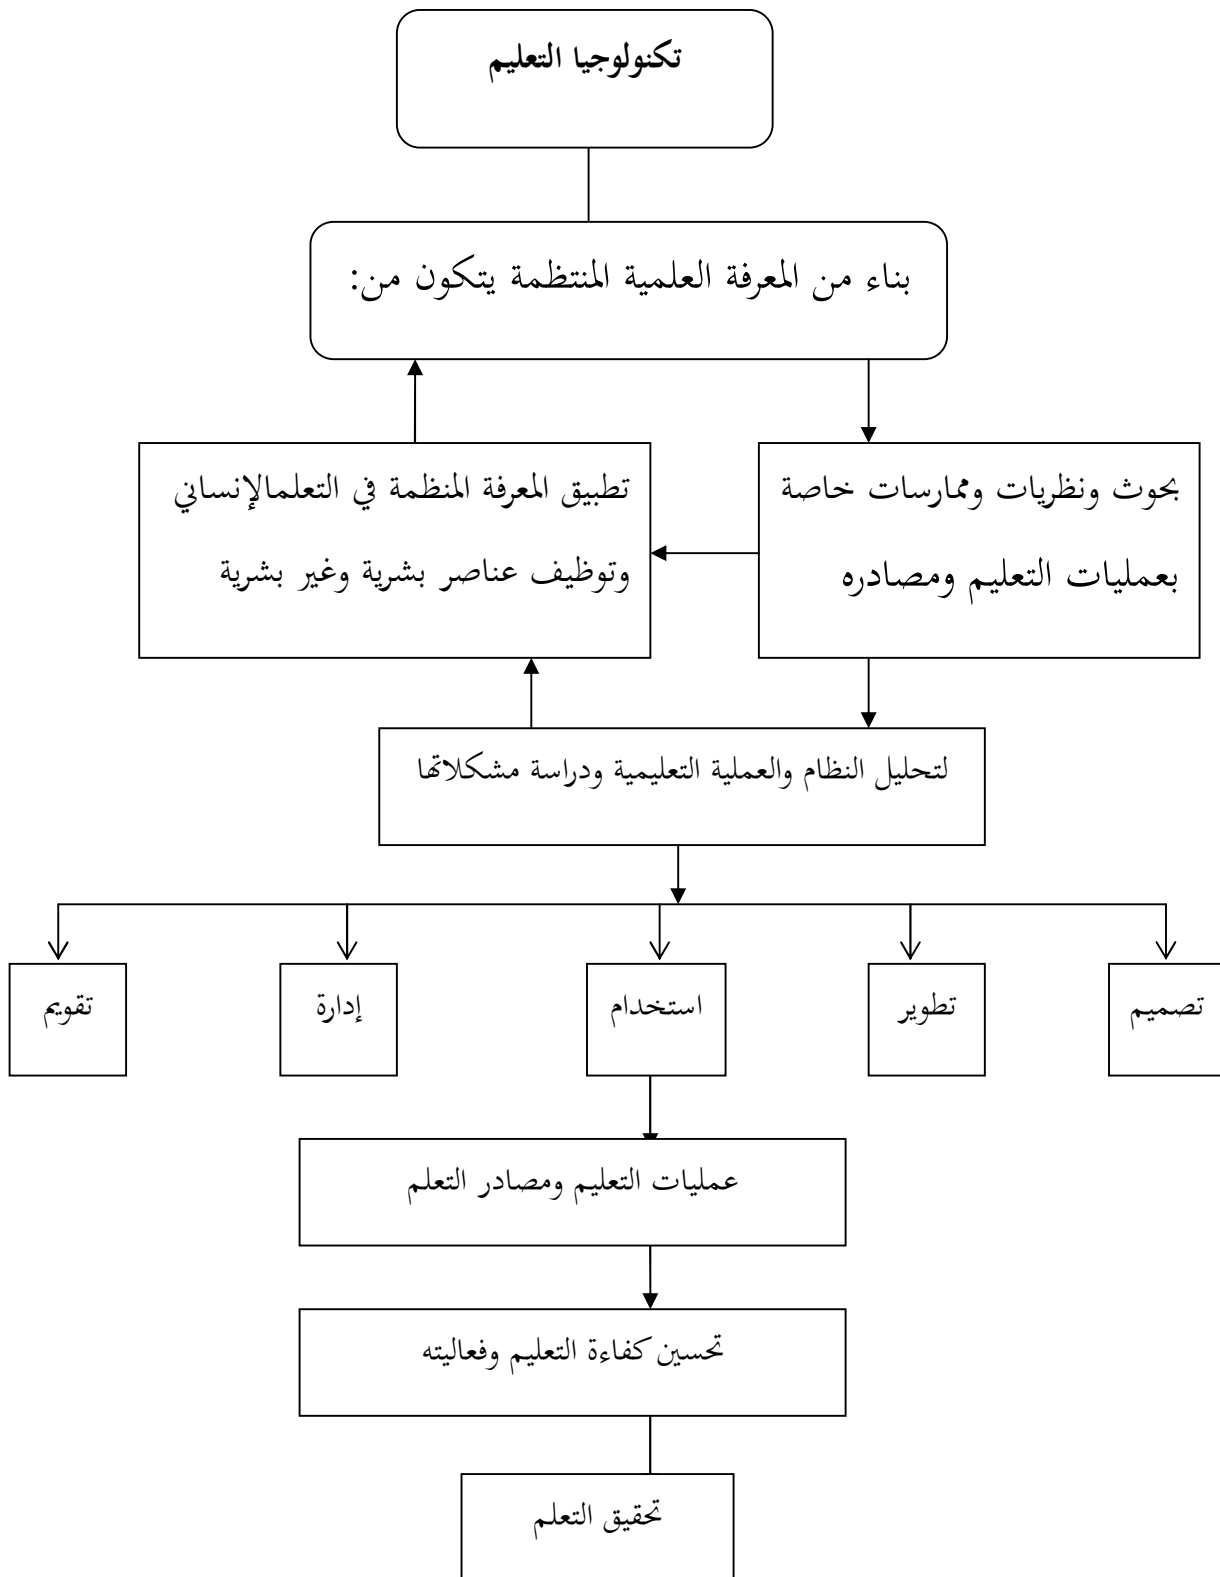 تكنولوجيا التعليم
بناء من المعرفة العلمية المنتظمة يتكون من:
بحوث ونظريات وممارسات خاصة
بعمليات التعليم ومصادره
تطبيق المعرفة المنظمة في التعلمالإنساني
وتوظيف عناصر بشرية وغير بشرية
لتحليل النظام والعملية التعليمية ودراسة مشكلاتها
تصميم
تطوير
استخدام
إدارة
تقويم
عمليات التعليم ومصادر التعلم
تحسين كفاءة التعليم وفعاليته
تحقيق التعلم